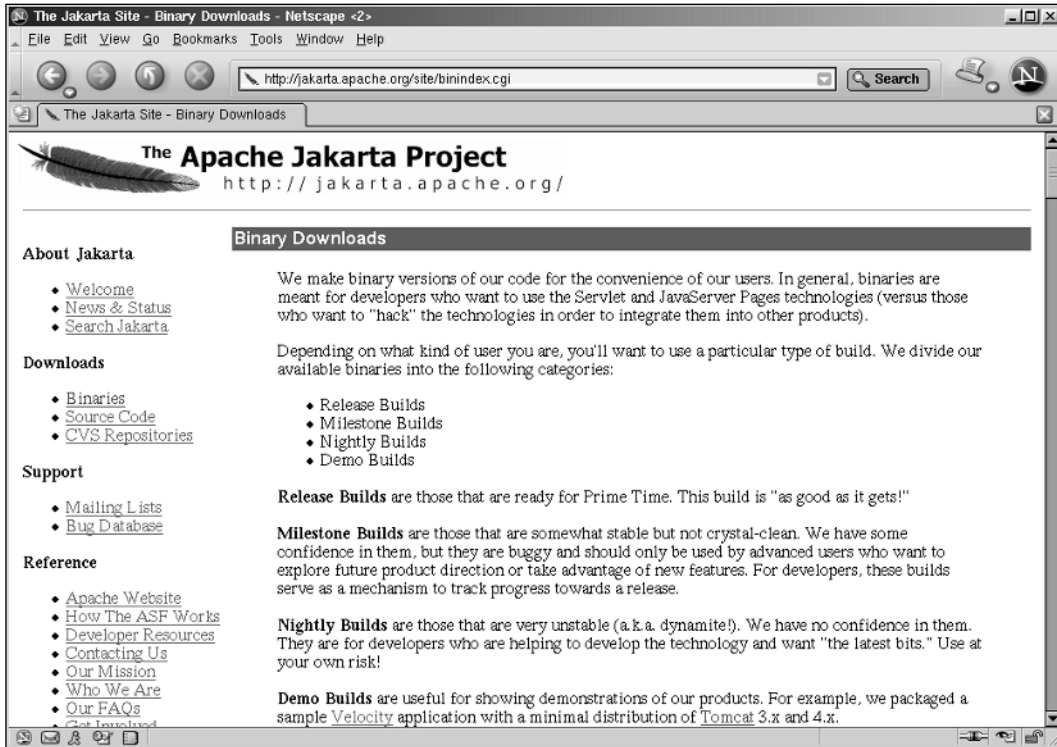 The Jakarta Site - Binary Downloads - Netscape <2>
File Edit View Go Bookmarks Tools Window Help
http://jakarta.apache.org/site/binindex.cgi
Search
N
The Jakarta Site - Binary Downloads
The Apache Jakarta Project
http://jakarta.apache.org/
About Jakarta
Welcome
News & Status
Search Jakarta
Downloads
Binaries
Source Code
CVS Repositories
Support
Mailing Lists
Bug Database
Reference
Apache Website
How The ASF Works
Developer Resources
Contacting Us
Our Mission
Who We Are
Our FAQs
Get Involved
Binary Downloads
We make binary versions of our code for the convenience of our users. In general, binaries are
meant for developers who want to use the Servlet and JavaServer Pages technologies (versus those
who want to "hack" the technologies in order to integrate them into other products).
Depending on what kind of user you are, you'll want to use a particular type of build. We divide our
available binaries into the following categories:
Release Builds
Milestone Builds
Nightly Builds
Demo Builds
Release Builds are those that are ready for Prime Time. This build is "as good as it gets!"
Milestone Builds are those that are somewhat stable but not crystal-clean. We have some
confidence in them, but they are buggy and should only be used by advanced users who want to
explore future product direction or take advantage of new features. For developers, these builds
serve as a mechanism to track progress towards a release.
Nightly Builds are those that are very unstable (a.k.a. dynamite!). We have no confidence in them.
They are for developers who are helping to develop the technology and want "the latest bits." Use at
your own risk!
Demo Builds are useful for showing demonstrations of our products. For example, we packaged a
sample Velocity application with a minimal distribution of Tomcat 3.x and 4.x.